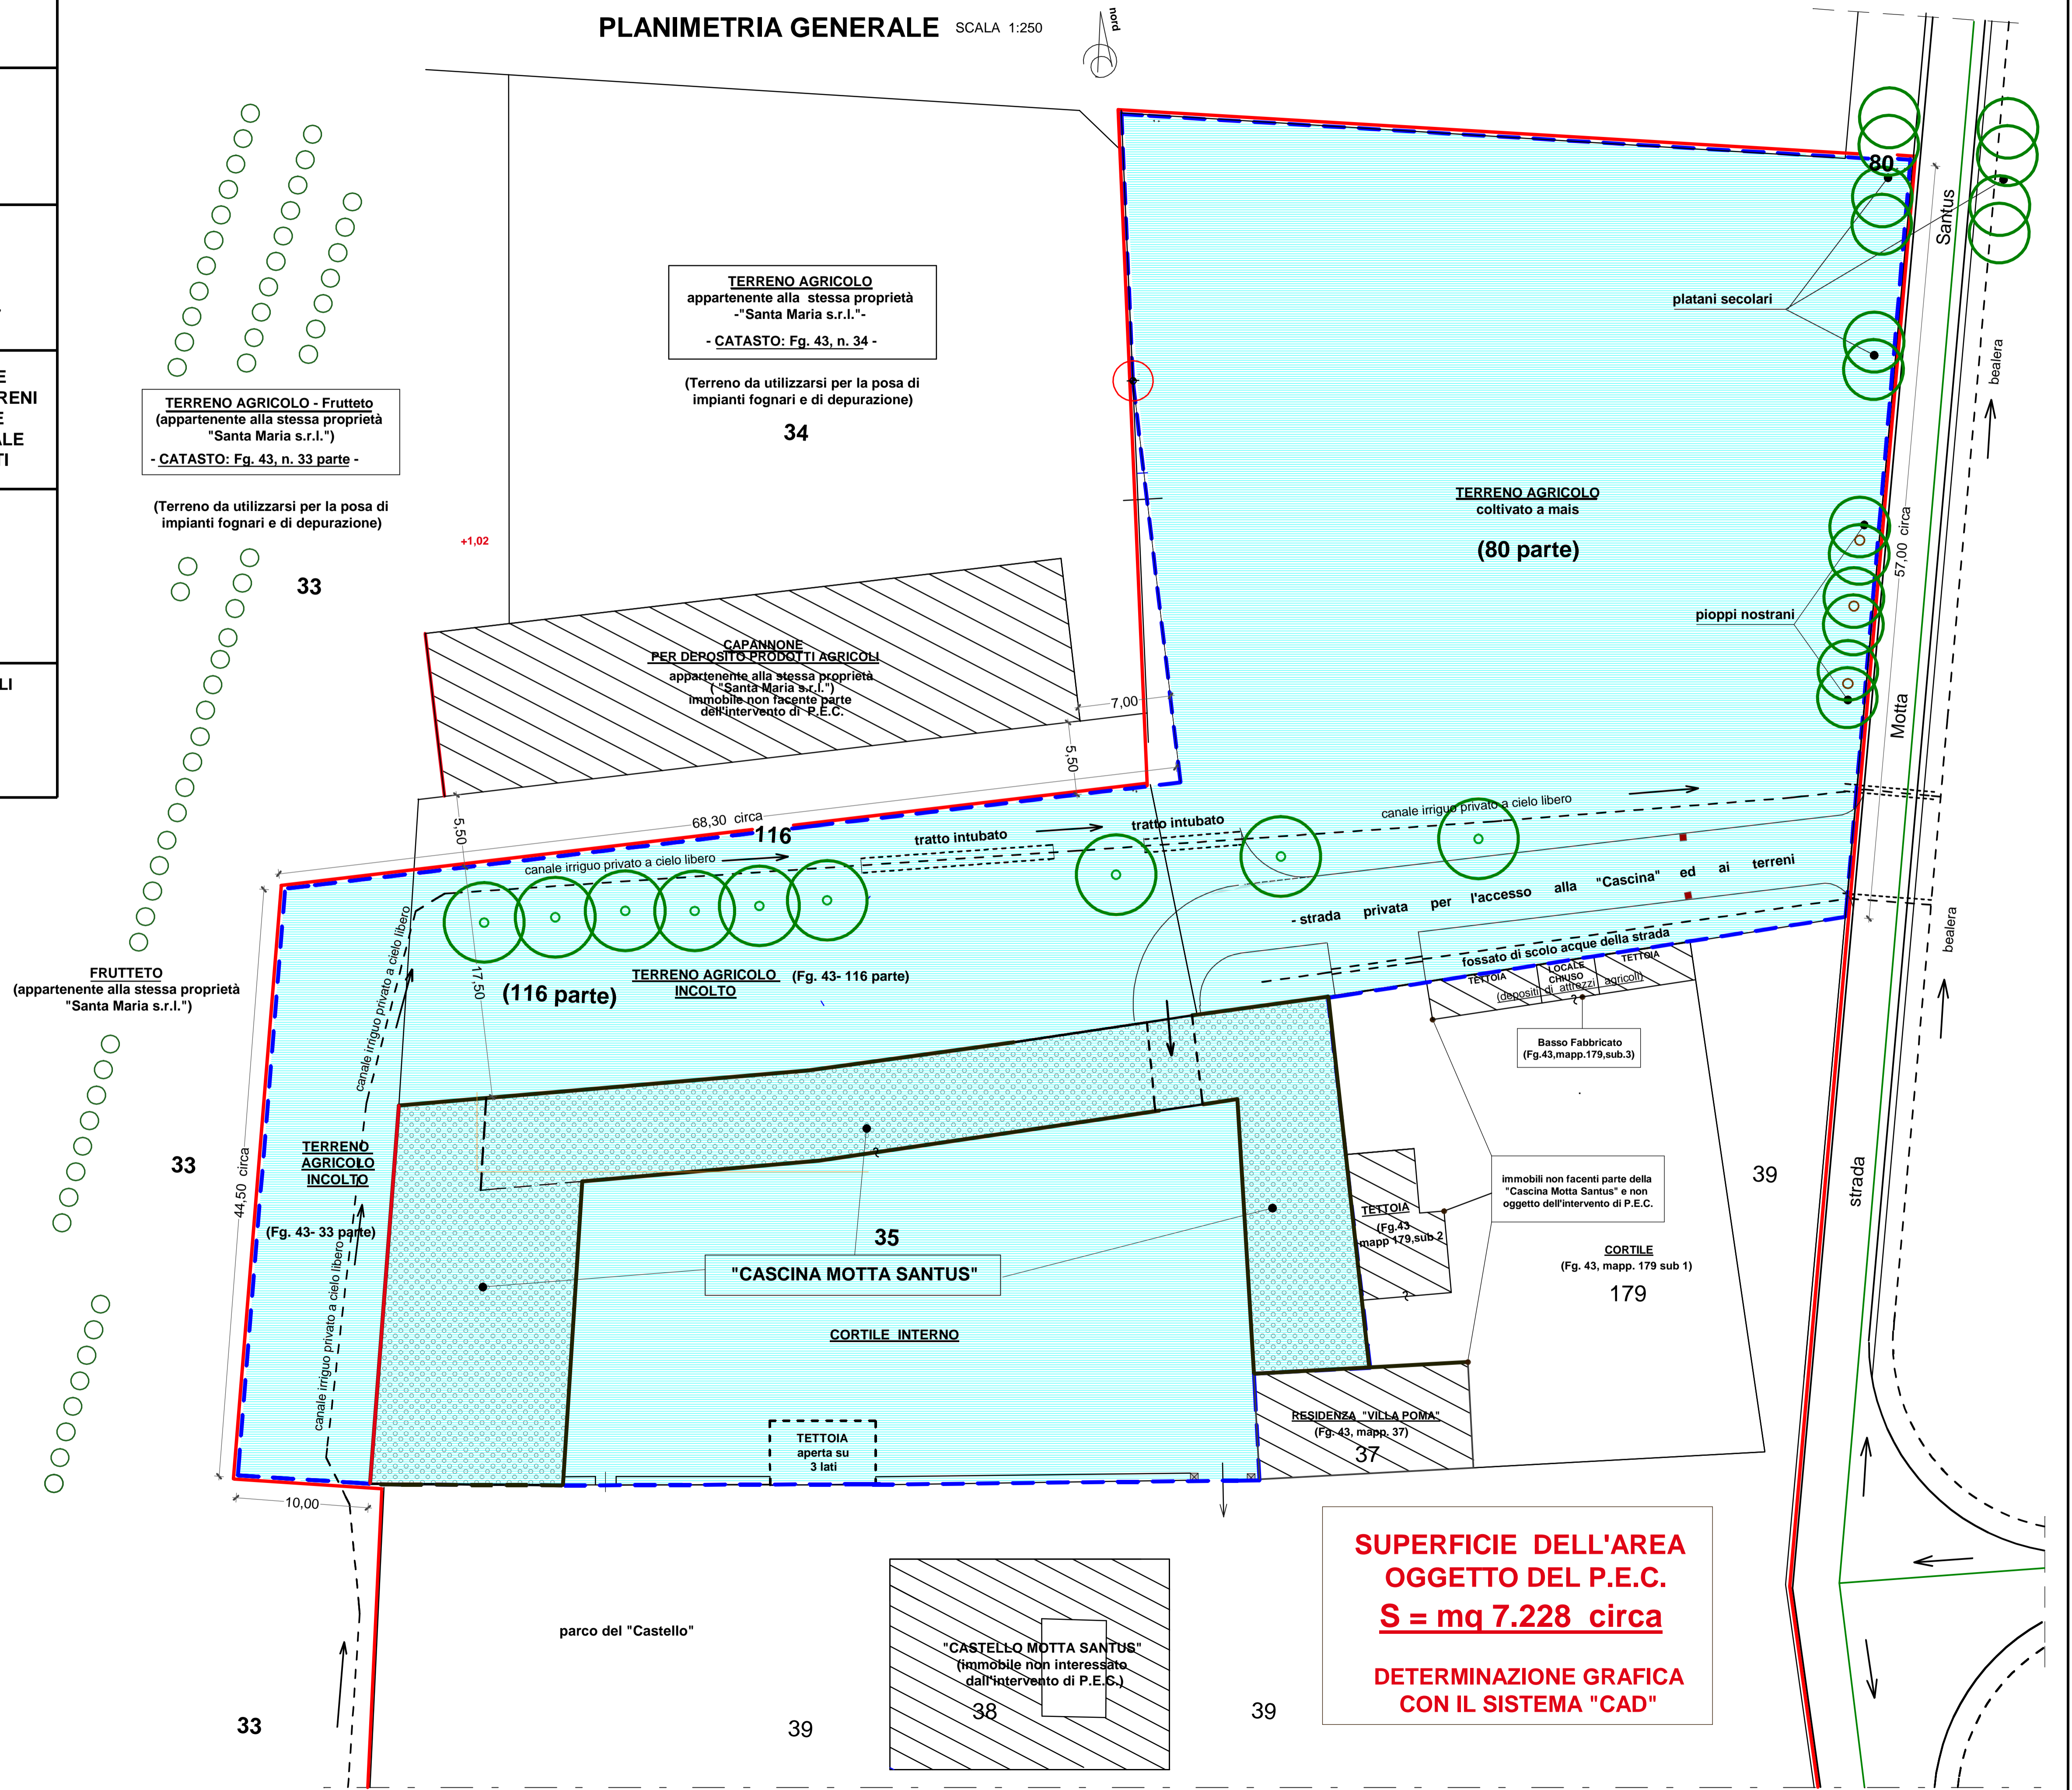 PLANIMETRIA GENERALE SCALA 1:250
nord
E
RENI
E
ALE
TI
LI
80
Santus
platani secolari
bealera
TERRENO AGRICOLO
appartenente alla stessa proprietà
-"Santa Maria s.r.l."-
- CATASTO: Fg. 43, n. 34 -
(Terreno da utilizzarsi per la posa di
impianti fognari e di depurazione)
34
TERRENO AGRICOLO - Frutteto
(appartenente alla stessa proprietà
"Santa Maria s.r.l.")
- CATASTO: Fg. 43, n. 33 parte -
(Terreno da utilizzarsi per la posa di
impianti fognari e di depurazione)
33
+1,02
TERRENO AGRICOLO
coltivato a mais
(80 parte)
57,00 circa
pioppi nostrani
Motta
CAPANNONE
PER DEPOSITO PRODOTTI AGRICOLI
appartenente alla stessa proprietà
( "Santa Maria s.r.l.")
immobile non facente parte
dell'intervento di P.E.C.
7,00
5,50
5,50
68,30 circa
116
tratto intubato
tratto intubato
canale irriguo privato a cielo libero
canale irriguo privato a cielo libero
- strada privata per l'accesso alla "Cascina" ed ai terreni
fossato di scolo acque della strada
bealera
FRUTTETO
(appartenente alla stessa proprietà
"Santa Maria s.r.l.")
canale irriguo privato a cielo libero
17,50
TERRENO AGRICOLO (Fg. 43- 116 parte)
INCOLTO
(116 parte)
TETTOIA
LOCALE
CHIUSO
TETTOIA
(depositi di attrezzi agricoli)
Basso Fabbricato
(Fg.43,mapp.179,sub.3)
33
44,50 circa
TERRENO
AGRICOLO
INCOLTO
(Fg. 43- 33 parte)
canale irriguo privato a cielo libero
35
"CASCINA MOTTA SANTUS"
CORTILE INTERNO
TETTOIA
(Fg.43
mapp 179,sub 2
immobili non facenti parte della
"Cascina Motta Santus" e non
oggetto dell'intervento di P.E.C.
39
strada
CORTILE
(Fg. 43, mapp. 179 sub 1)
179
TETTOIA
aperta su
3 lati
RESIDENZA "VILLA POMA"
(Fg. 43, mapp. 37)
37
10,00
parco del "Castello"
"CASTELLO MOTTA SANTUS"
(immobile non interessato
dall'intervento di P.E.C.)
38
SUPERFICIE DELL'AREA
OGGETTO DEL P.E.C.
S = mq 7.228 circa
DETERMINAZIONE GRAFICA
CON IL SISTEMA "CAD"
33
39
39